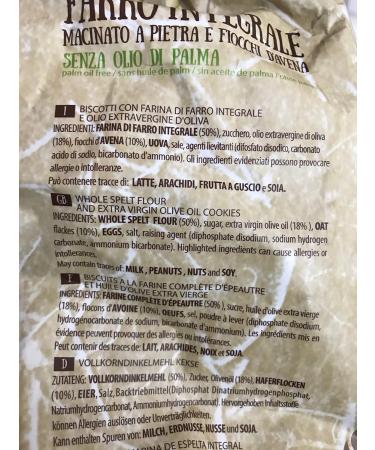 FARRO INTEGRALE
MACINATO A PIETRA E FIOCCHI D'AVENA
SENZA OLIO DI PALMA
palm oil free / sans huile de palm / sin aceite de palma /
I BISCOTTI CON FARINA DI FARRO INTEGRALE
E OLIO EXTRAVERGINE D'OLIVA
INGREDIENTI: FARINA DI FARRO INTEGRALE (50%), zucchero, olio extravergine di oliva
(18%), fiocchi d'AVENA (10%), UOVA, sale, agenti lievitanti (difosfato disodico, carbonato
acido di sodio, bicarbonato d'ammonio). Gli ingredienti evidenziati possono provocare
allergie o intolleranze.
Può contenere tracce di: LATTE, ARACHIDI, FRUTTA A GUSCIO e SOIA.
GB WHOLE SPELT FLOUR
AND EXTRA VIRGIN OLIVE OIL COOKIES
INGREDIENTS: WHOLE SPELT FLOUR (50%), sugar, extra virgin olive oil (18% ), OAT
flakes (10%), EGGS, salt, raising agent (diphosphate disodium, sodium hydrogen
carbonate, ammonium bicarbonate). Highlighted ingredients can cause allergies or
intolerances.
May contain traces of: MILK , PEANUTS , NUTS and SOY.
F BISCUITS A LA FARINE COMPLÈTE D'ÉPEAUTRE
ET HUILE D'OLIVE EXTRA VIERGE
INGRÉDIENTS: FARINE COMPLÈTE D'ÉPEAUTRE (50% ), sucre, huile d'olive extra vierge
(18%), flocons d'AVOINE (10%), OEUFS, sel, poudre à lever (diphosphate disodium,
hydrogénocarbonate de sodium, bicarbonate d'ammonium). Les ingrédients mis en
évidence peuvent provoquer des allergies ou intolérances.
Peut contenir des traces de: LAIT, ARACHIDES, NOIX et SOJA.
D VOLLKORNDINKELMEHL KEKSE
ZUTATENG: VOLLKORNDINKELMEHL (50%), Zucker, Olivenöl (18%), HAFERFLOCKEN
(10%), EIER, Salz, Backtriebmittel (Diphosphat Dinatriumhydrogenphosphat,
Natriumhydrogencarbonat, Ammoniumhydrogencarbonat). Hervorgehoben Inhaltsstoffe
können Allergien auslösen oder Unverträglichkeiten.
Kann enthalten Spuren von: MILCH, ERDNUSSE, NUSSE und SOJA.
HARINA DE ESPELTA INTEGRAL